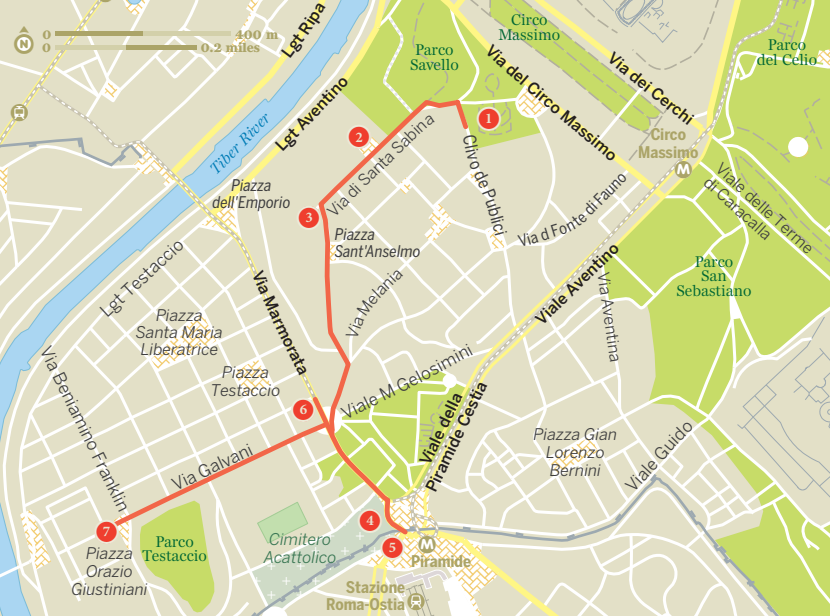 0 400 m
0 0.2 miles
N
Lgt Ripa
Circo
Massimo
Parco
Savello
Parco
del Celio
Via del Circo Massimo
Via dei Cerchi
Tiber River
Lgt Aventino
1
2
Via di Santa Sabina
Clivo de Publici
Circo
Massimo
M
Viale delle Terme
di Caracalla
Piazza
dell'Emporio
3
Piazza
Sant'Anselmo
Via d Fonte di Fauno
Lgt Testaccio
Via Marmorata
Via Melania
Viale Aventino
Via Aventina
Parco
San
Sebastiano
Piazza
Santa Maria
Liberatrice
Via Beniamino Franklin
Piazza
Testaccio
6
Viale M Gelosimini
Viale della
Piramide Cestia
Piazza Gian
Lorenzo
Bernini
Viale Guido
Via Galvani
7
Piazza
Orazio
Giustiniani
Parco
Testaccio
Cimitero
Acattolico
4
5
M
Piramide
Stazione
Roma-Ostia